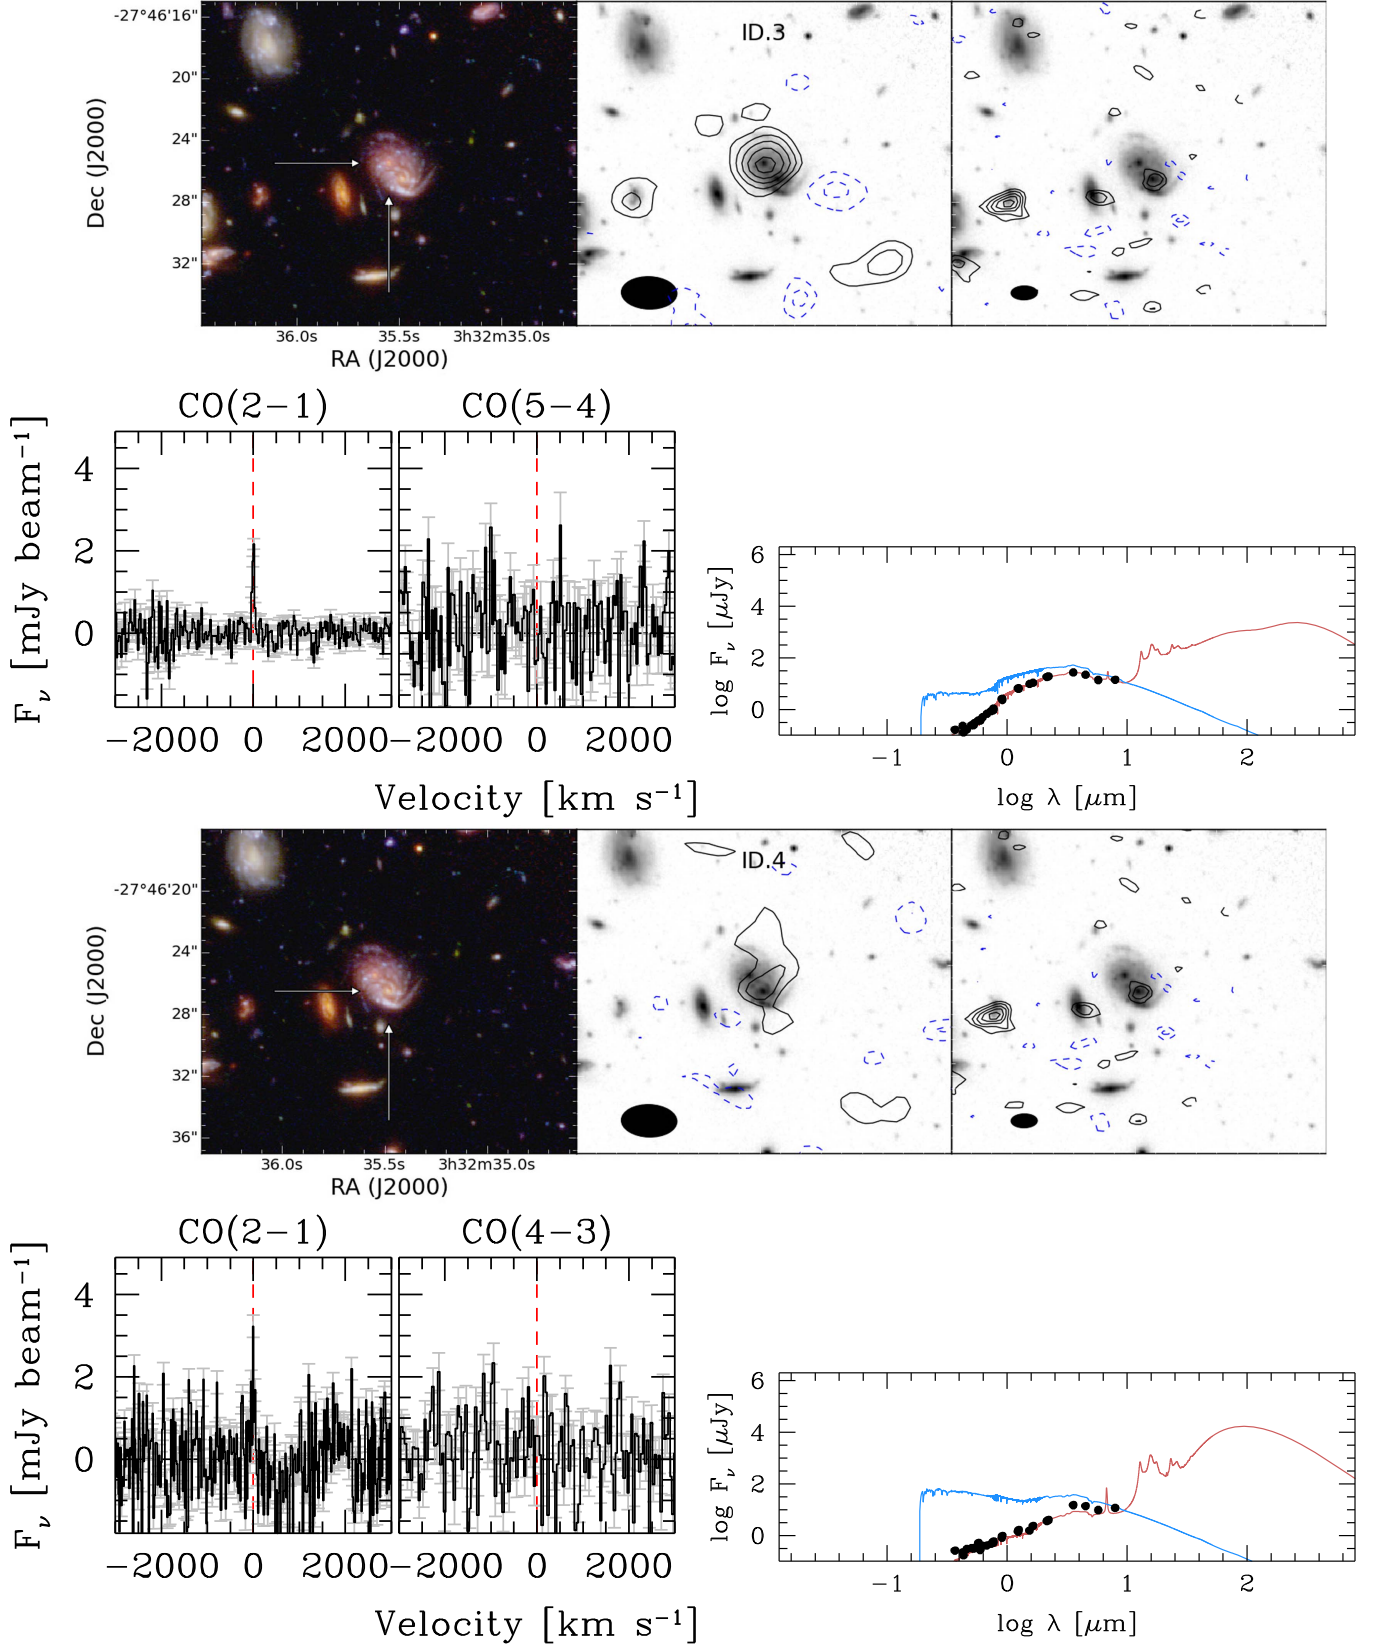 -27°46'16"
20"
24"
28"
32"
Dec (J2000)
ID.3
36.0s 35.5s 3h32m35.0s
RA (J2000)
CO(2−1) CO(5−4)
4
2
0
Fν [mJy beam⁻¹]
−2000 0 2000 −2000 0 2000
Velocity [km s⁻¹]
6
4
2
0
log Fν [μJy]
−1 0 1 2
log λ [μm]
-27°46'20"
24"
28"
32"
36"
Dec (J2000)
ID.4
36.0s 35.5s 3h32m35.0s
RA (J2000)
CO(2−1) CO(4−3)
4
2
0
Fν [mJy beam⁻¹]
−2000 0 2000 −2000 0 2000
Velocity [km s⁻¹]
6
4
2
0
log Fν [μJy]
−1 0 1 2
log λ [μm]